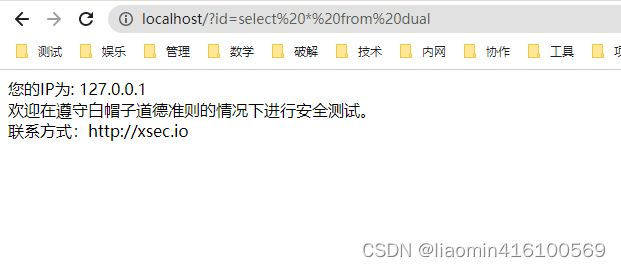 localhost/?id=select%20*%20from%20dual
测试 娱乐 管理 数学 破解 技术 内网 协作 工具
您的IP为: 127.0.0.1
欢迎在遵守白帽子道德准则的情况下进行安全测试。
联系方式：http://xsec.io
CSDN @liaomin416100569